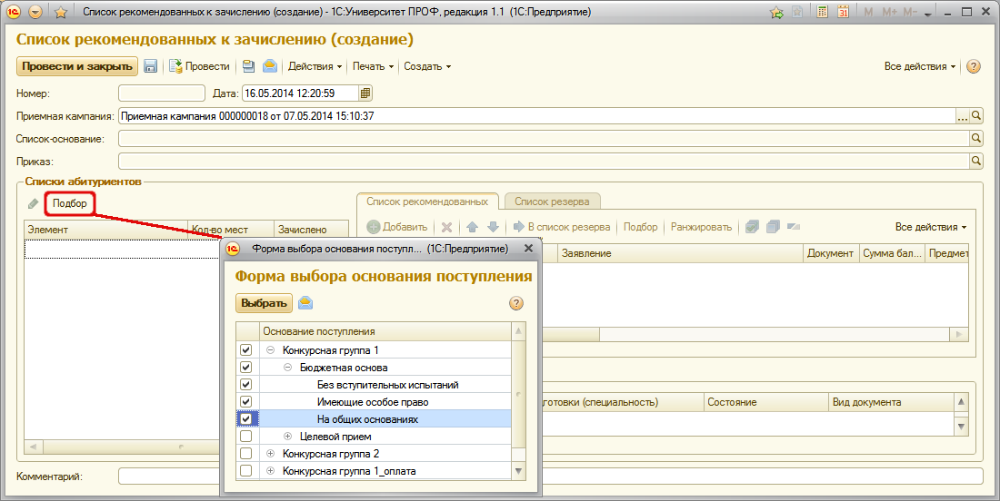 Список рекомендованных к зачислению (создание) - 1С:Университет ПРОФ, редакция 1.1 (1С:Предприятие)
M M+ M-
Список рекомендованных к зачислению (создание)
Провести и закрыть Провести Действия Печать Создать Все действия ?
Номер: Дата: 16.05.2014 12:20:59
Приемная кампания: Приемная кампания 000000018 от 07.05.2014 15:10:37 ...
Список-основание:
Приказ:
Списки абитуриентов
Подбор
Элемент Кол-во мест Зачислено
Список рекомендованных Список резерва
Добавить В список резерва Подбор Ранжировать Все действия
Заявление Документ Сумма бал... Предмет
Форма выбора основания поступл... (1С:Предприятие)
Форма выбора основания поступления
Выбрать ?
Основание поступления
Конкурсная группа 1
Бюджетная основа
Без вступительных испытаний
Имеющие особое право
На общих основаниях
Целевой прием
Конкурсная группа 2
Конкурсная группа 1_оплата
(специальность) Состояние Вид документа
Комментарий: